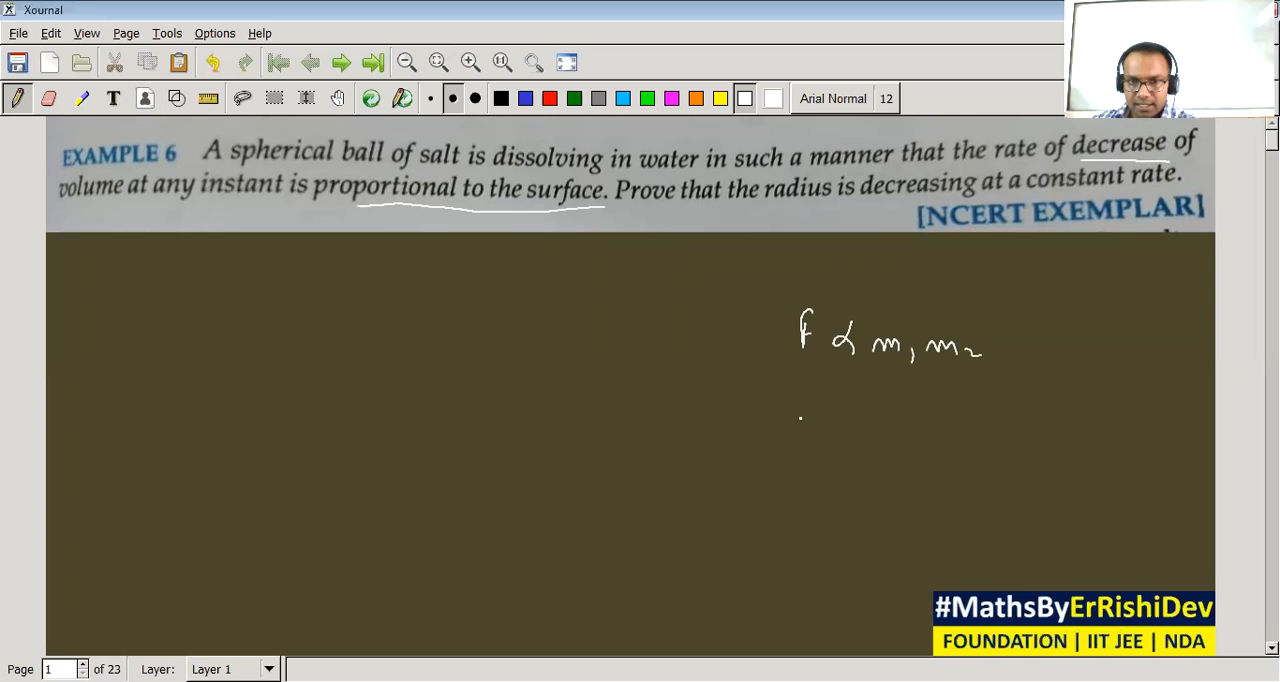 Xournal
File Edit View Page Tools Options Help
Arial Normal 12
EXAMPLE 6 A spherical ball of salt is dissolving in water in such a manner that the rate of decrease of
volume at any instant is proportional to the surface. Prove that the radius is decreasing at a constant rate.
[NCERT EXEMPLAR]
F α m, m2
#MathsByErRishiDev
FOUNDATION | IIT JEE | NDA
Page 1 of 23 Layer: Layer 1